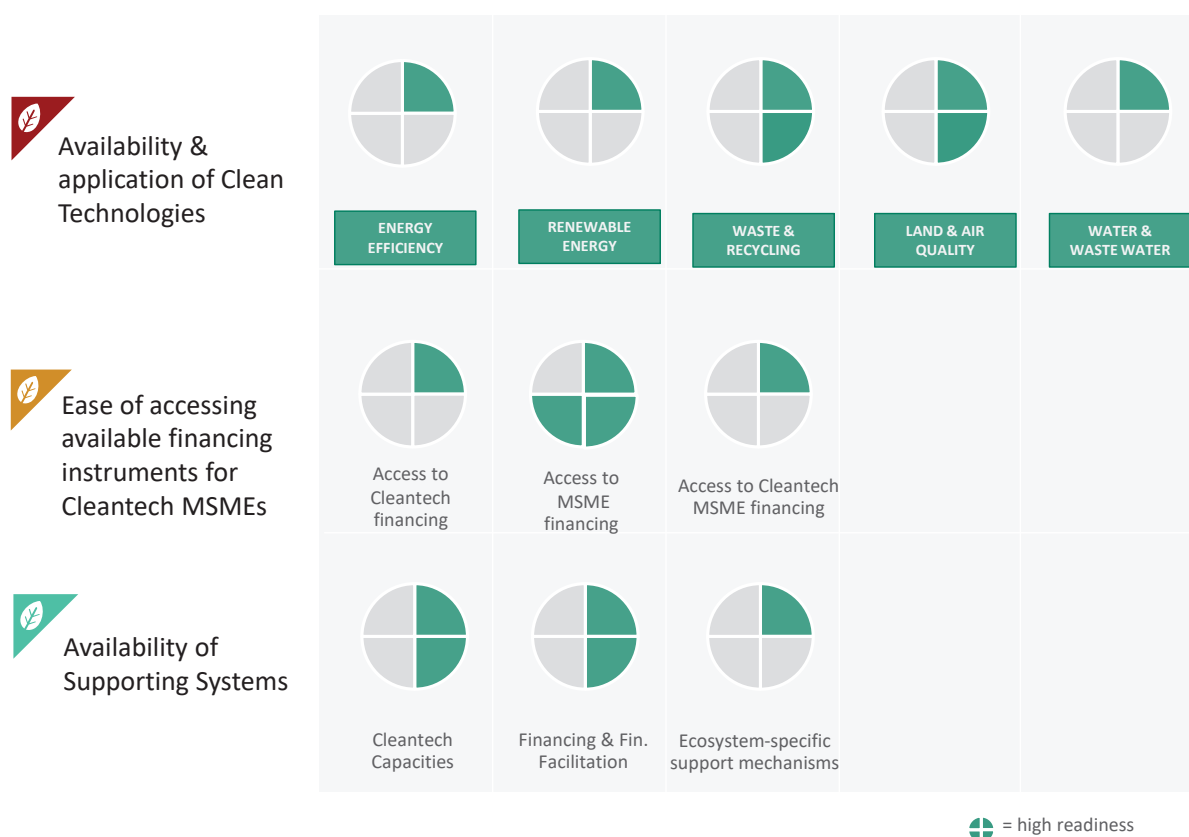 Availability &
application of Clean
Technologies
ENERGY
EFFICIENCY
RENEWABLE
ENERGY
WASTE &
RECYCLING
LAND & AIR
QUALITY
WATER &
WASTE WATER
Ease of accessing
available financing
instruments for
Cleantech MSMEs
Access to
Cleantech
financing
Access to
MSME
financing
Access to Cleantech
MSME financing
Availability of
Supporting Systems
Cleantech
Capacities
Financing & Fin.
Facilitation
Ecosystem-specific
support mechanisms
= high readiness